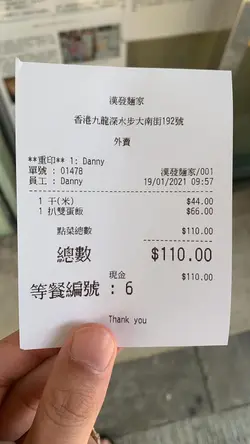 漢發麵家
香港九龍深水步大南街192號
外賣
**重印** 1: Danny
單號 : 01478 漢發麵家/001
員工 : Danny 19/01/2021 09:57
1 干(米) $44.00
1 扒雙蛋飯 $66.00
點菜總數 $110.00
總數 $110.00
現金 $110.00
等餐編號 : 6
Thank you